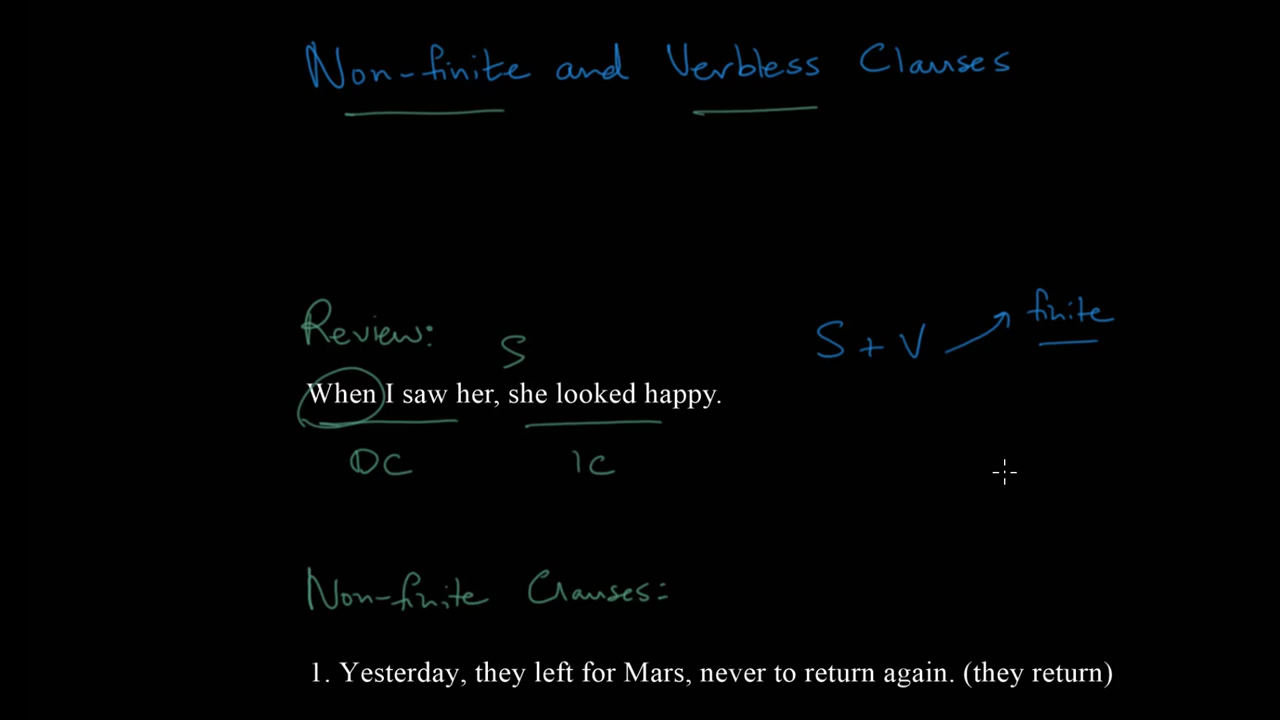 Non-finite and Verbless Clauses
Review:
S
S + V
finite
When I saw her, she looked happy.
DC
IC
Non-finite Clauses:
1. Yesterday, they left for Mars, never to return again. (they return)